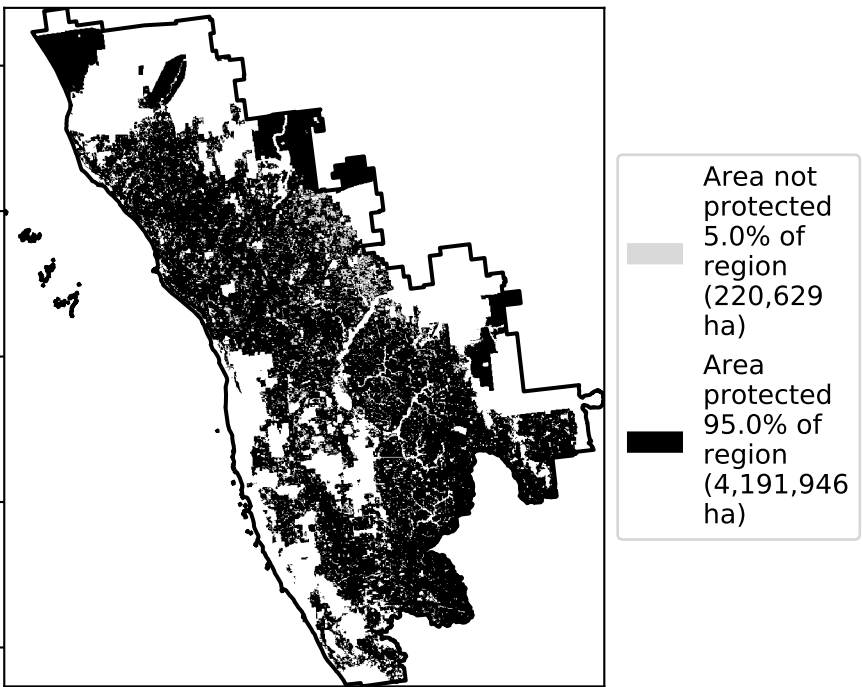 Area not
protected
5.0% of
region
(220,629
ha)
Area
protected
95.0% of
region
(4,191,946
ha)